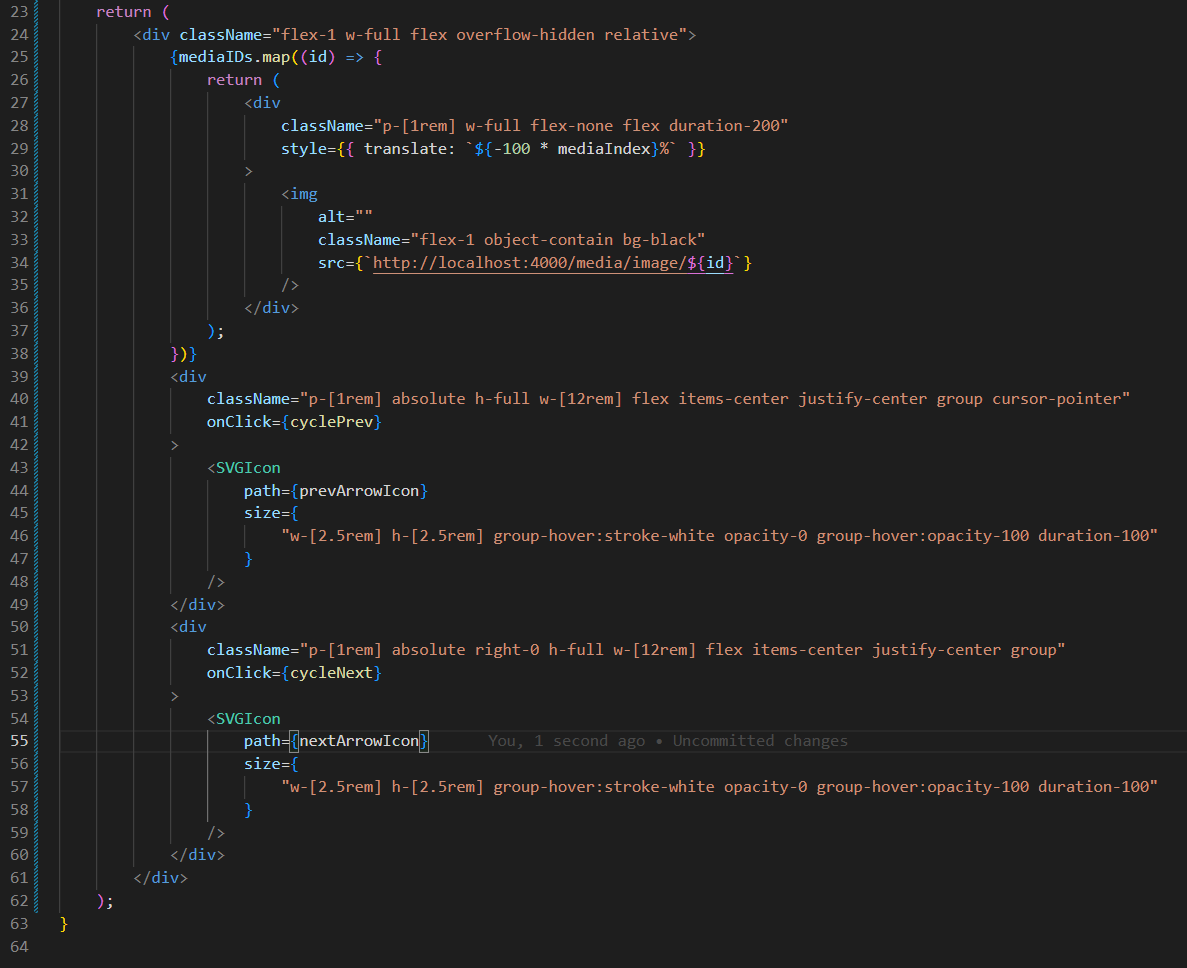 23 return (
24 <div className="flex-1 w-full flex overflow-hidden relative">
25 {mediaIDs.map((id) => {
26 return (
27 <div
28 className="p-[1rem] w-full flex-none flex duration-200"
29 style={{ translate: `${-100 * mediaIndex}%` }}
30 >
31 <img
32 alt=""
33 className="flex-1 object-contain bg-black"
34 src={`http://localhost:4000/media/image/${id}`}
35 />
36 </div>
37 );
38 })}
39 <div
40 className="p-[1rem] absolute h-full w-[12rem] flex items-center justify-center group cursor-pointer"
41 onClick={cyclePrev}
42 >
43 <SVGIcon
44 path={prevArrowIcon}
45 size={
46 "w-[2.5rem] h-[2.5rem] group-hover:stroke-white opacity-0 group-hover:opacity-100 duration-100"
47 }
48 />
49 </div>
50 <div
51 className="p-[1rem] absolute right-0 h-full w-[12rem] flex items-center justify-center group"
52 onClick={cycleNext}
53 >
54 <SVGIcon
55 path={nextArrowIcon} You, 1 second ago • Uncommitted changes
56 size={
57 "w-[2.5rem] h-[2.5rem] group-hover:stroke-white opacity-0 group-hover:opacity-100 duration-100"
58 }
59 />
60 </div>
61 </div>
62 );
63 }
64